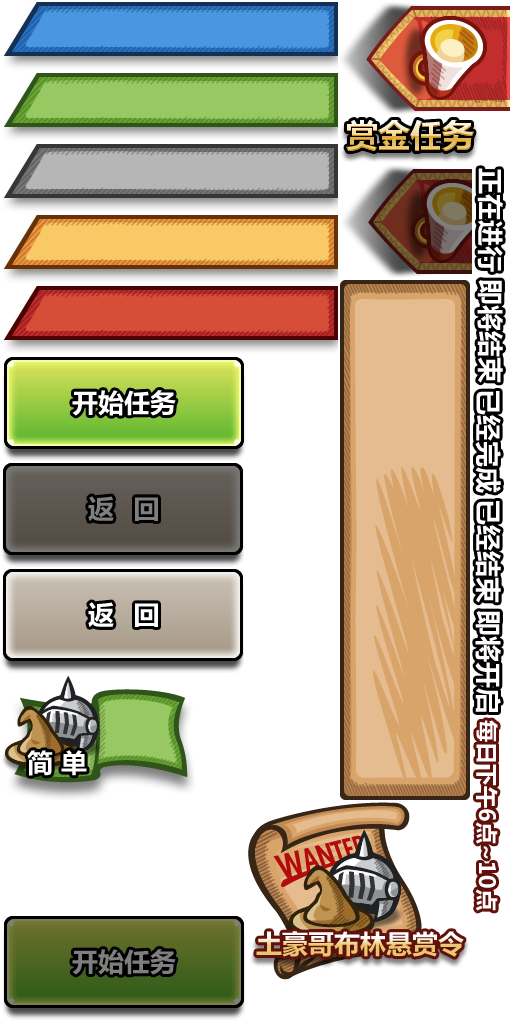 赏金任务
正在进行
即将结束
已经完成
已经结束
即将开启
每日下午6点~10点
开始任务
返 回
返 回
简单
WANTED
土豪哥布林悬赏令
开始任务